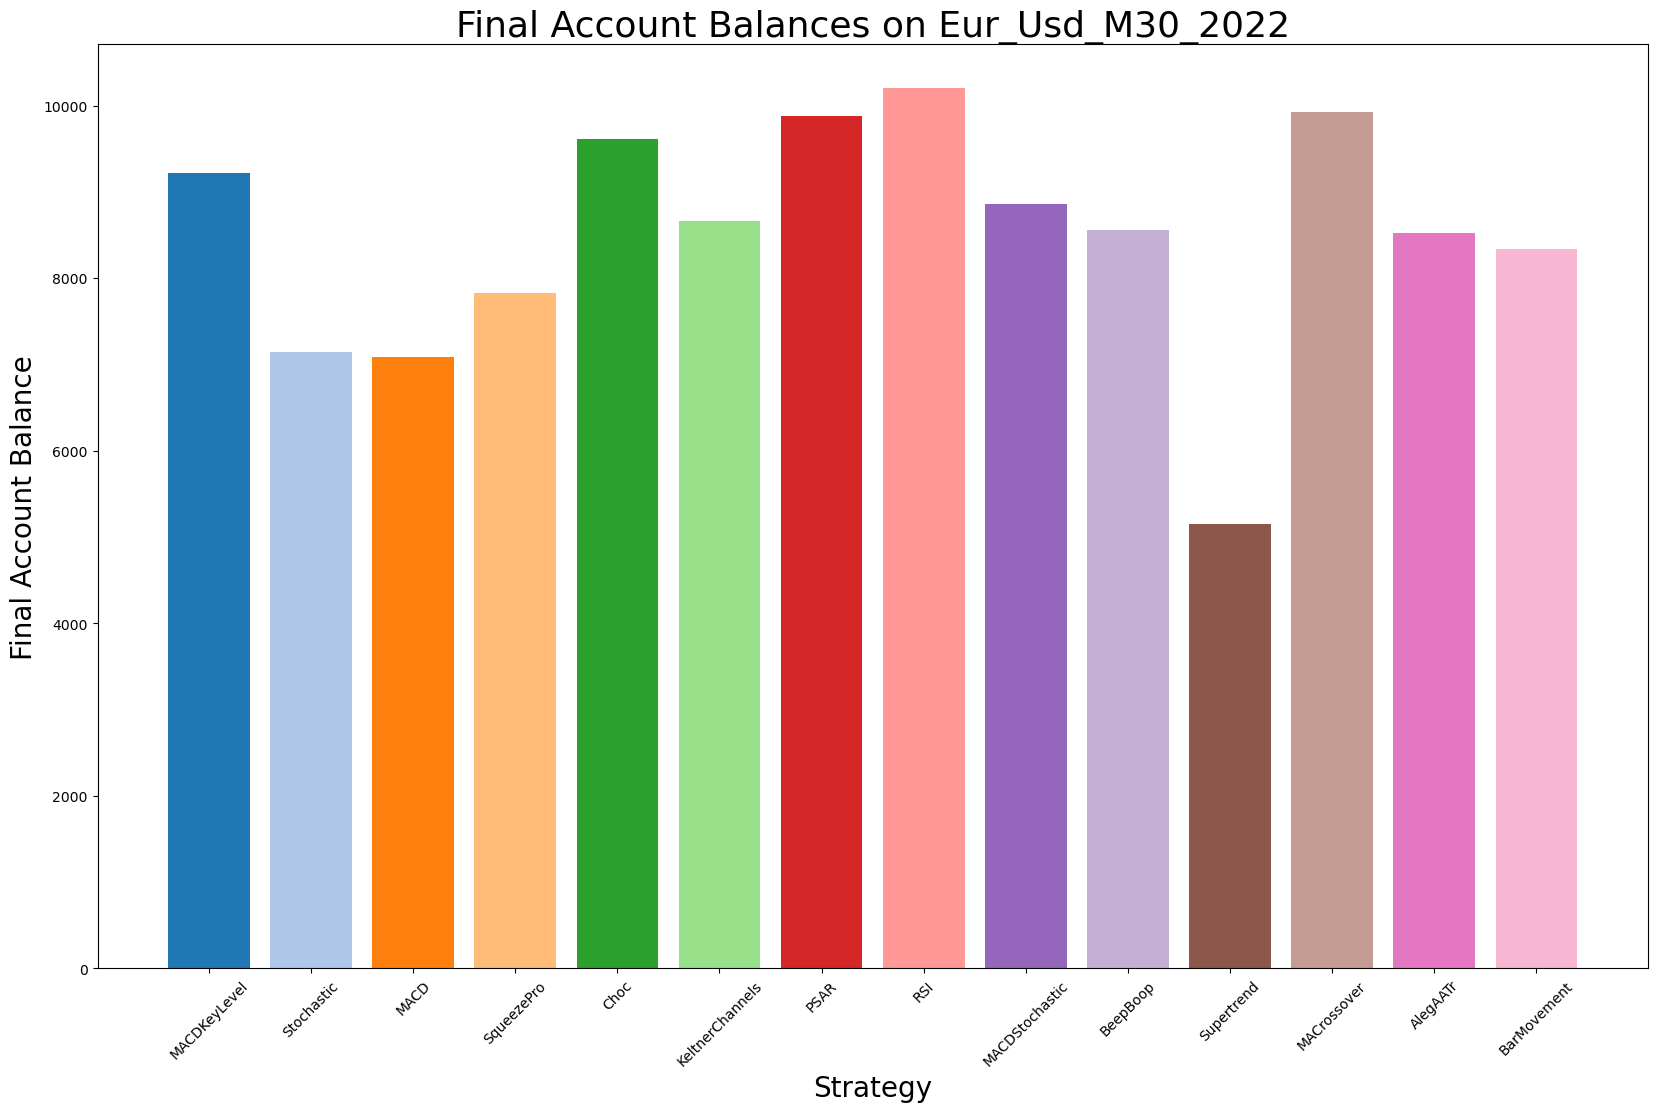 Final Account Balances on Eur_Usd_M30_2022
Final Account Balance
10000
8000
6000
4000
2000
0
MACDKeyLevel
Stochastic
MACD
SqueezePro
Choc
KeltnerChannels
PSAR
RSI
MACDStochastic
BeepBoop
Supertrend
MACrossover
AlegAATr
BarMovement
Strategy